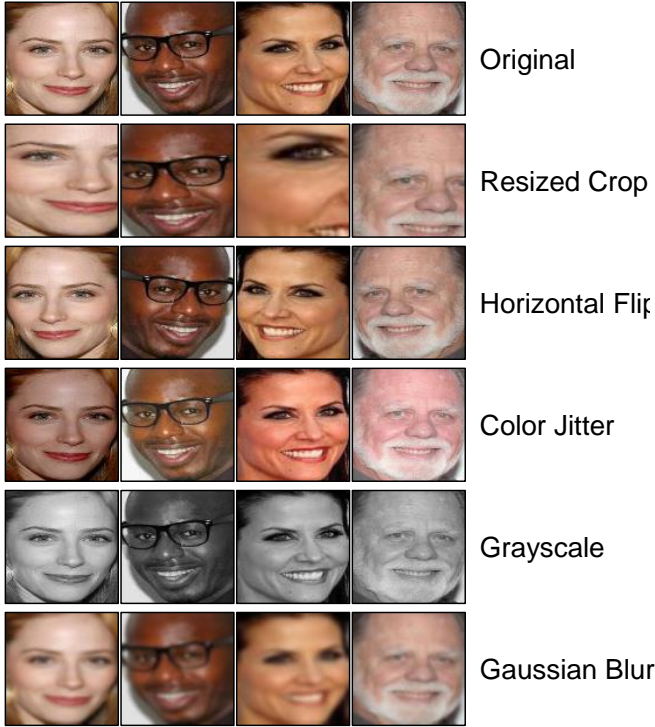 Original
Resized Crop
Horizontal Flip
Color Jitter
Grayscale
Gaussian Blur